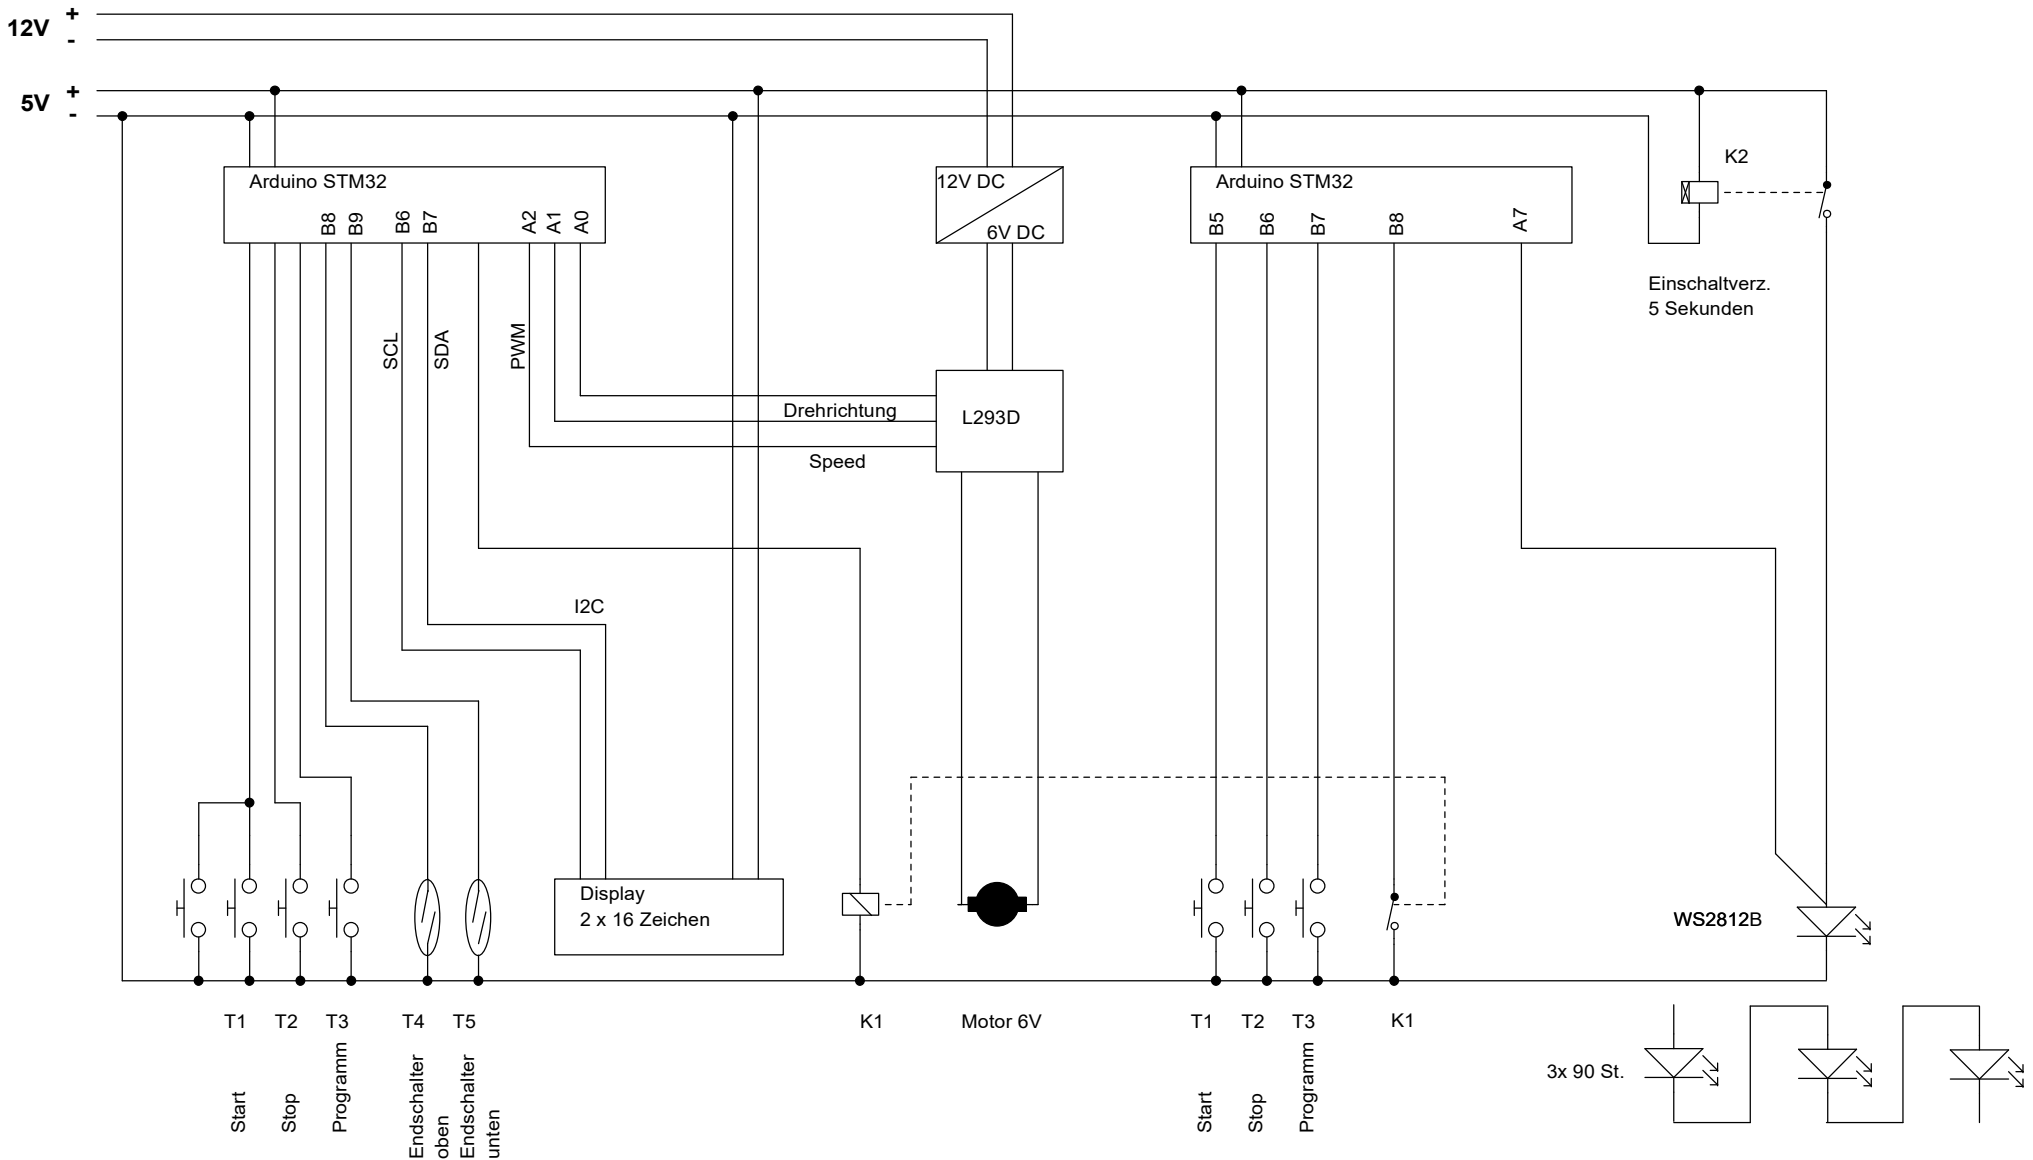 12V
+
-
5V
+
-
Arduino STM32
B8
B9
B6
B7
A2
A1
A0
12V DC
6V DC
Arduino STM32
B5
B6
B7
B8
A7
K2
Einschaltverz.
5 Sekunden
SCL
SDA
PWM
Drehrichtung
Speed
L293D
I2C
Display
2 x 16 Zeichen
WS2812B
T1
T2
T3
T4
T5
K1
Motor 6V
T1
T2
T3
K1
Start
Stop
Programm
Endschalter
oben
Endschalter
unten
Start
Stop
Programm
3x 90 St.